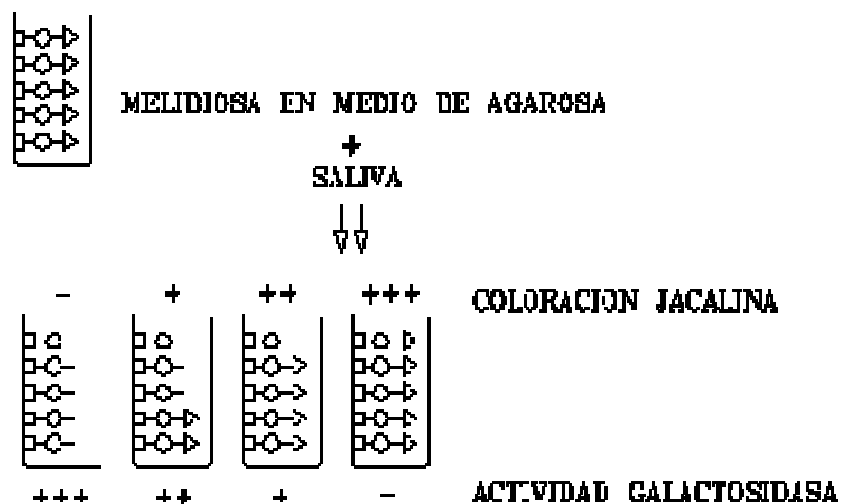 MELIDIOSA EN MEDIO DE AGAROSA
+
SALIVA
- + ++ +++ COLORACION JACALINA
+++ ++ + - ACTIVIDAD GALACTOSIDASA